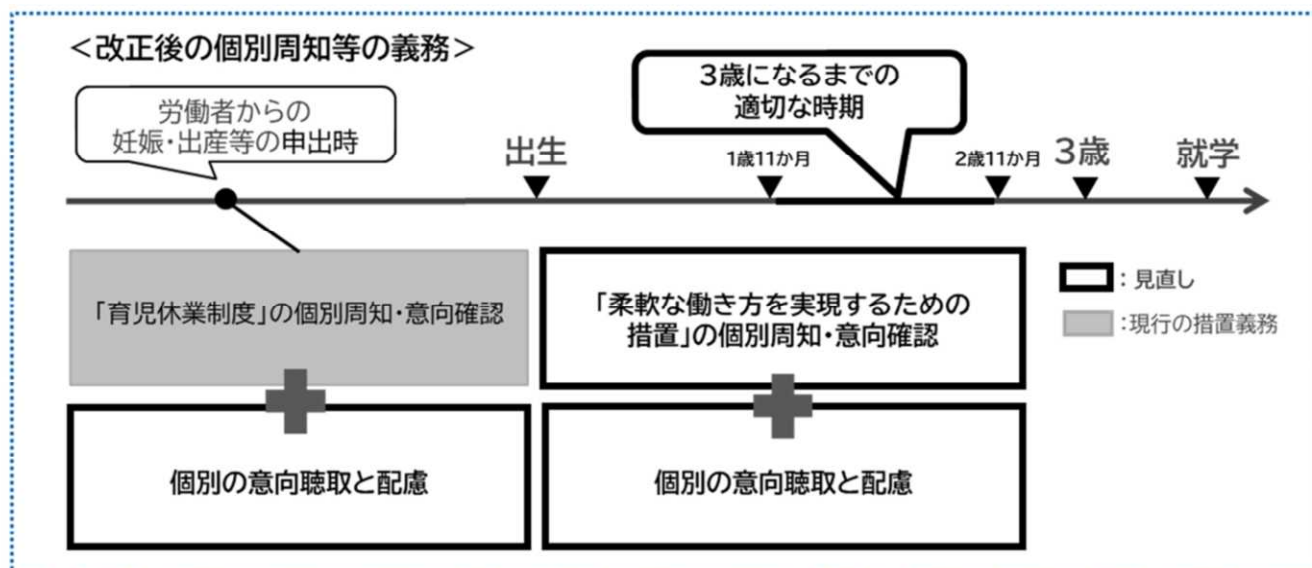 ＜改正後の個別周知等の義務＞
労働者からの
妊娠・出産等の申出時
3歳になるまでの
適切な時期
出生
1歳11か月
2歳11か月
3歳
就学
「育児休業制度」の個別周知・意向確認
「柔軟な働き方を実現するための
措置」の個別周知・意向確認
：見直し
：現行の措置義務
個別の意向聴取と配慮
個別の意向聴取と配慮